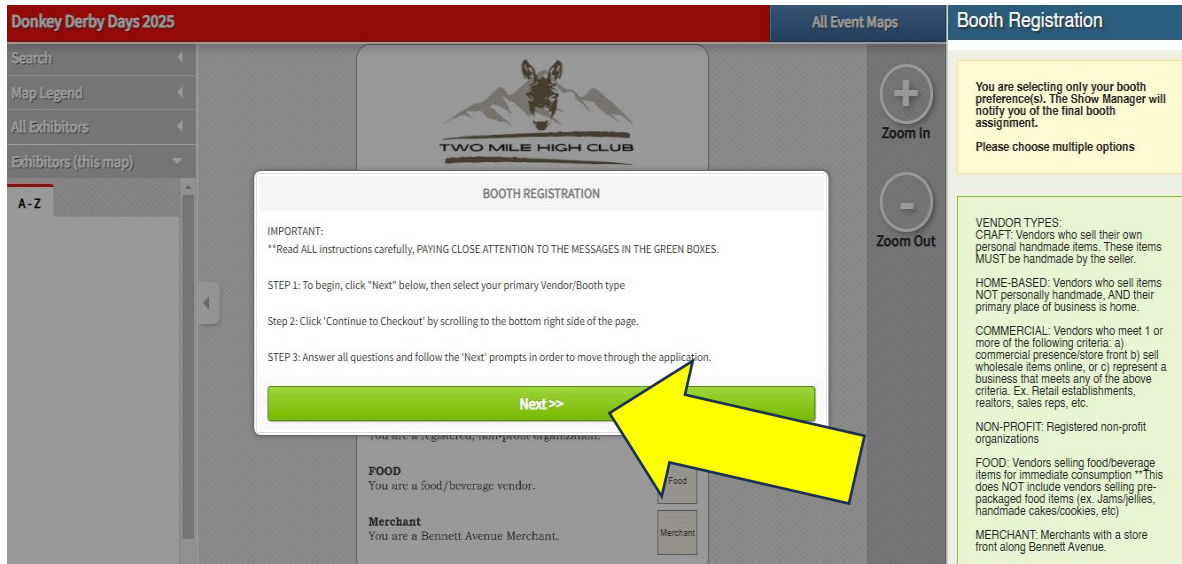 Donkey Derby Days 2025
All Event Maps
Booth Registration
Search
Map Legend
All Exhibitors
Exhibitors (this map)
A-Z
TWO MILE HIGH CLUB
Zoom In
Zoom Out
BOOTH REGISTRATION
IMPORTANT:
**Read ALL instructions carefully, PAYING CLOSE ATTENTION TO THE MESSAGES IN THE GREEN BOXES.
STEP 1: To begin, click "Next" below, then select your primary Vendor/Booth type
Step 2: Click 'Continue to Checkout' by scrolling to the bottom right side of the page.
STEP 3: Answer all questions and follow the 'Next' prompts in order to move through the application.
Next >>
You are a registered, non-profit organization.
FOOD
You are a food/beverage vendor.
Food
Merchant
You are a Bennett Avenue Merchant.
Merchant
You are selecting only your booth
preference(s). The Show Manager will
notify you of the final booth
assignment.
Please choose multiple options
VENDOR TYPES:
CRAFT: Vendors who sell their own
personal handmade items. These items
MUST be handmade by the seller.
HOME-BASED: Vendors who sell items
NOT personally handmade, AND their
primary place of business is home.
COMMERCIAL: Vendors who meet 1 or
more of the following criteria: a)
commercial presence/store front b) sell
wholesale items online, or c) represent a
business that meets any of the above
criteria. Ex. Retail establishments,
realtors, sales reps, etc.
NON-PROFIT: Registered non-profit
organizations
FOOD: Vendors selling food/beverage
items for immediate consumption **This
does NOT include vendors selling pre-
packaged food items (ex. Jams/jellies,
handmade cakes/cookies, etc)
MERCHANT: Merchants with a store
front along Bennett Avenue.